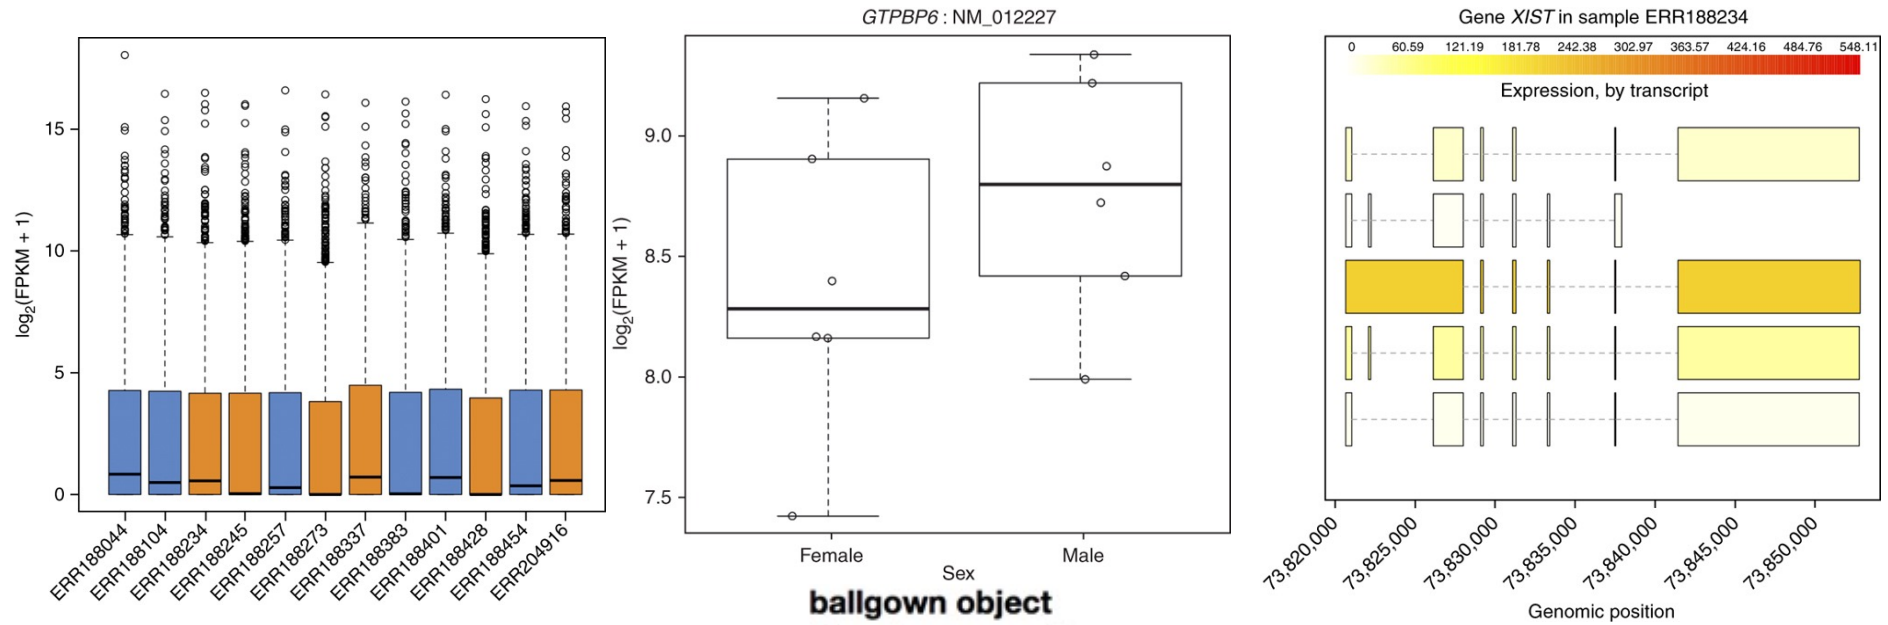 log2(FPKM + 1)
15
10
5
0
ERR188044
ERR188104
ERR188234
ERR188245
ERR188257
ERR188273
ERR188337
ERR188383
ERR188401
ERR188428
ERR188454
ERR204916
GTPBP6 : NM_012227
log2(FPKM + 1)
9.0
8.5
8.0
7.5
Female Male
Sex
ballgown object
Gene XIST in sample ERR188234
0 60.59 121.19 181.78 242.38 302.97 363.57 424.16 484.76 548.11
Expression, by transcript
73,820,000
73,825,000
73,830,000
73,835,000
73,840,000
73,845,000
73,850,000
Genomic position